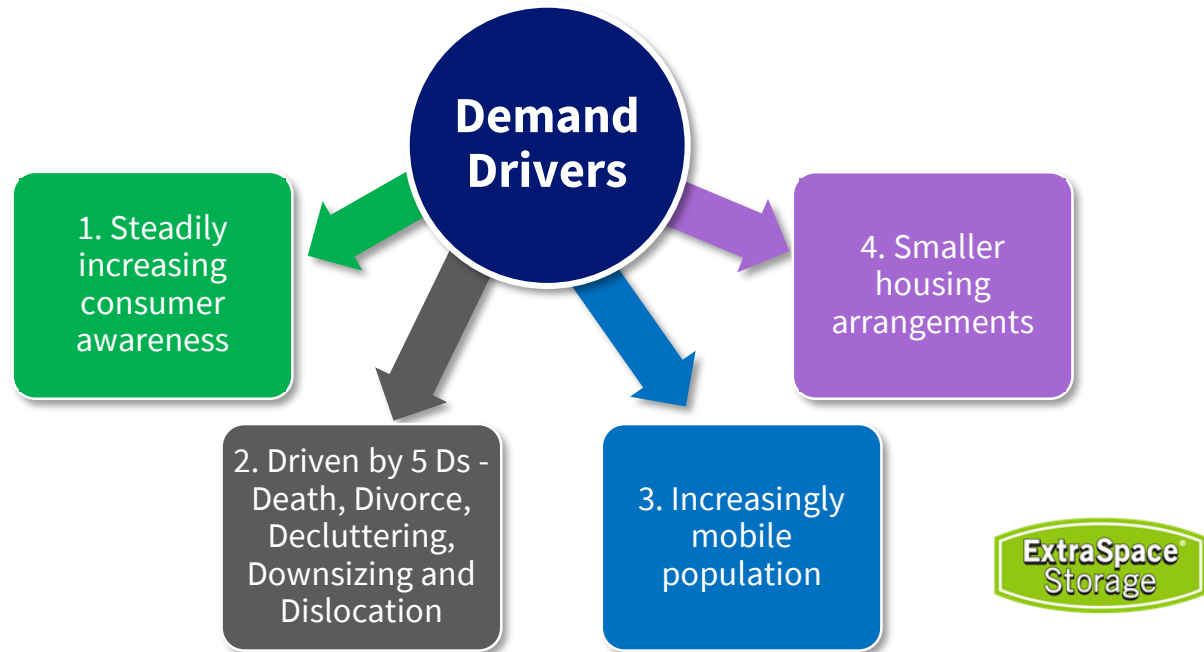 Demand
Drivers
1. Steadily
increasing
consumer
awareness
2. Driven by 5 Ds -
Death, Divorce,
Decluttering,
Downsizing and
Dislocation
3. Increasingly
mobile
population
4. Smaller
housing
arrangements
ExtraSpace®
Storage